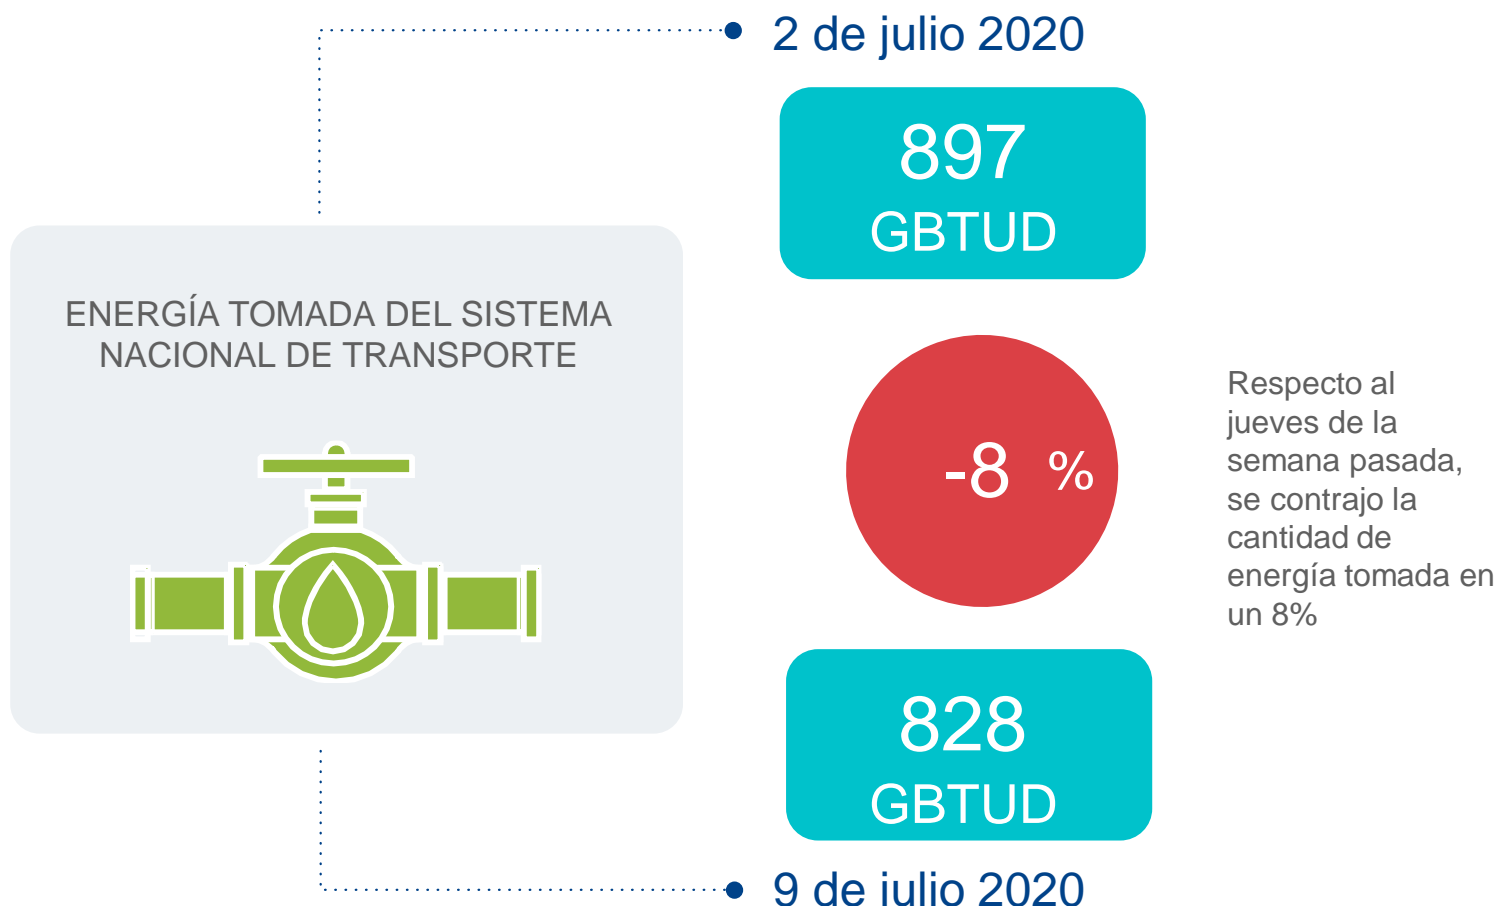 2 de julio 2020
897
GBTUD
ENERGÍA TOMADA DEL SISTEMA
NACIONAL DE TRANSPORTE
-8 %
Respecto al
jueves de la
semana pasada,
se contrajo la
cantidad de
energía tomada en
un 8%
828
GBTUD
9 de julio 2020